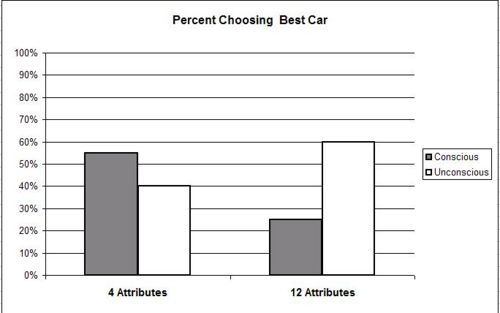 Percent Choosing Best Car
100%
90%
80%
70%
60%
50%
40%
30%
20%
10%
0%
4 Attributes
12 Attributes
Conscious
Unconscious